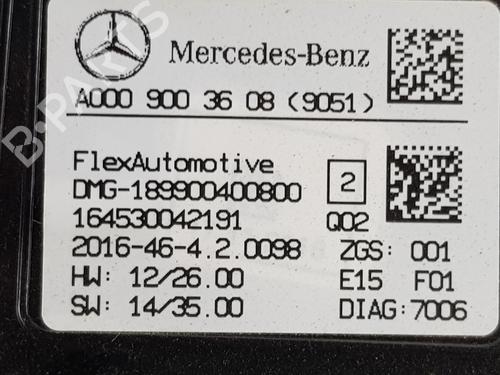 Mercedes-Benz
A000 900 36 08 (9051)
B-PARTS
FlexAutomotive
DMG-189900400800
2
164530042191
Q02
2016-46-4.2.0098 ZGS: 001
HW: 12/26.00 E15 F01
SW: 14/35.00 DIAG:7006